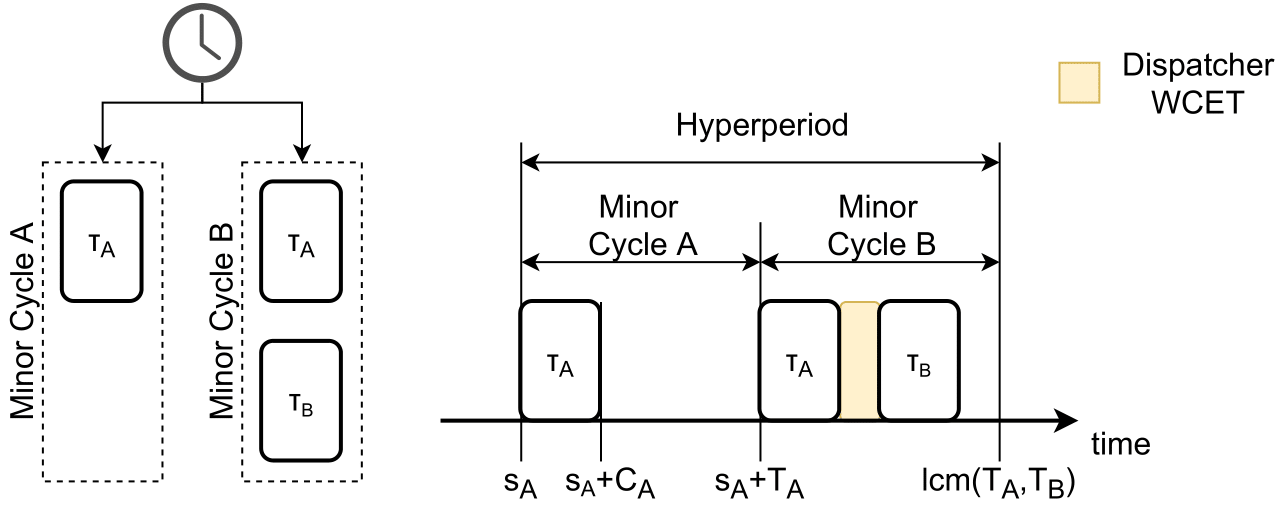 Minor Cycle A
τA
Minor Cycle B
τA
τB
Dispatcher
WCET
Hyperperiod
Minor
Cycle A
Minor
Cycle B
τA
τA
τB
time
sA
sA+CA
sA+TA
lcm(TA,TB)